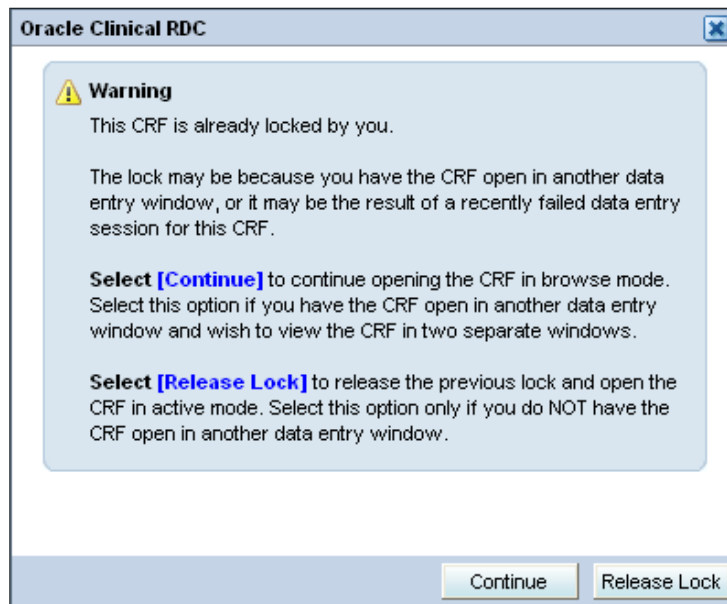 Oracle Clinical RDC
Warning
This CRF is already locked by you.
The lock may be because you have the CRF open in another data
entry window, or it may be the result of a recently failed data entry
session for this CRF.
Select [Continue] to continue opening the CRF in browse mode.
Select this option if you have the CRF open in another data entry
window and wish to view the CRF in two separate windows.
Select [Release Lock] to release the previous lock and open the
CRF in active mode. Select this option only if you do NOT have the
CRF open in another data entry window.
Continue
Release Lock